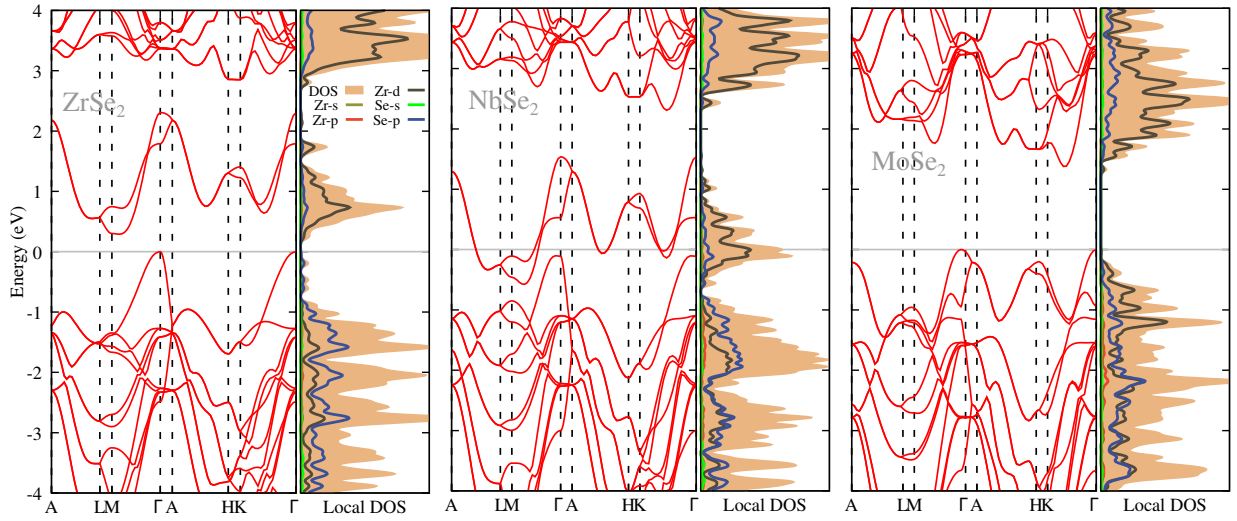 Energy (eV)
4
3
2
1
0
-1
-2
-3
-4
ZrSe2
DOS
Zr-s
Zr-p
Zr-d
Se-s
Se-p
A LM Γ A HK Γ
Local DOS
NbSe2
A LM Γ A HK Γ
Local DOS
MoSe2
A LM Γ A HK Γ
Local DOS